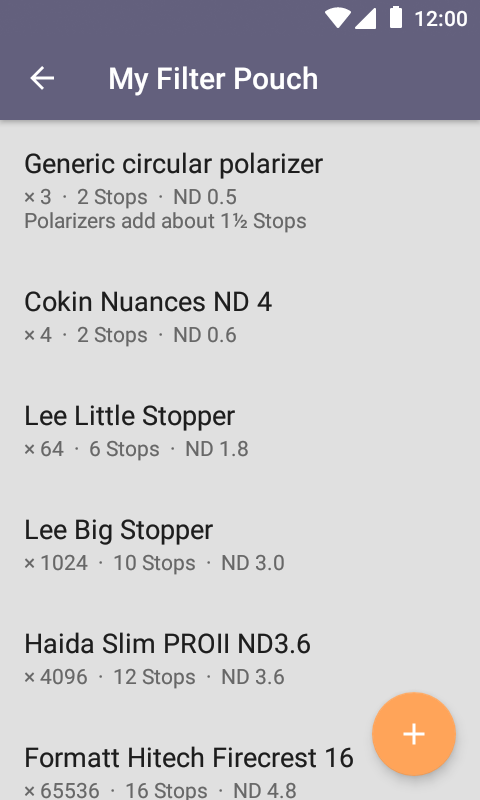 12:00
My Filter Pouch
Generic circular polarizer
× 3 · 2 Stops · ND 0.5
Polarizers add about 1½ Stops
Cokin Nuances ND 4
× 4 · 2 Stops · ND 0.6
Lee Little Stopper
× 64 · 6 Stops · ND 1.8
Lee Big Stopper
× 1024 · 10 Stops · ND 3.0
Haida Slim PROII ND3.6
× 4096 · 12 Stops · ND 3.6
Formatt Hitech Firecrest 16
× 65536 · 16 Stops · ND 4.8